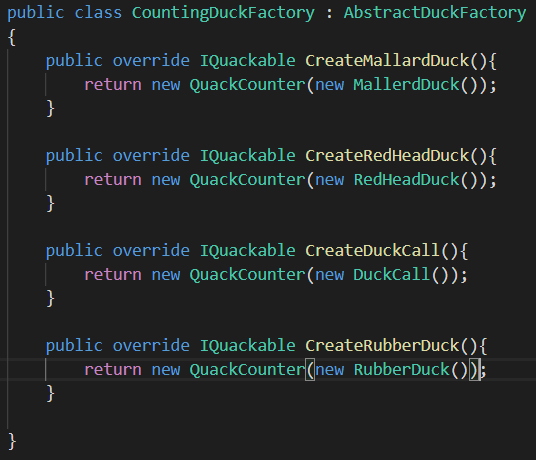 public class CountingDuckFactory : AbstractDuckFactory
{
    public override IQuackable CreateMallardDuck(){
        return new QuackCounter(new MallerdDuck());
    }

    public override IQuackable CreateRedHeadDuck(){
        return new QuackCounter(new RedHeadDuck());
    }

    public override IQuackable CreateDuckCall(){
        return new QuackCounter(new DuckCall());
    }

    public override IQuackable CreateRubberDuck(){
        return new QuackCounter(new RubberDuck());
    }

}